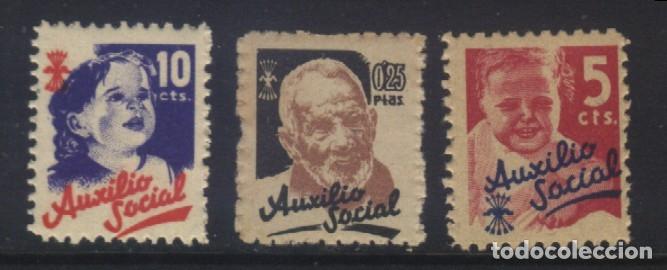 10
cts.
Auxilio
Social
0'25
Ptas.
Auxilio
Social
5
cts.
Auxilio
Social
todocoleccion